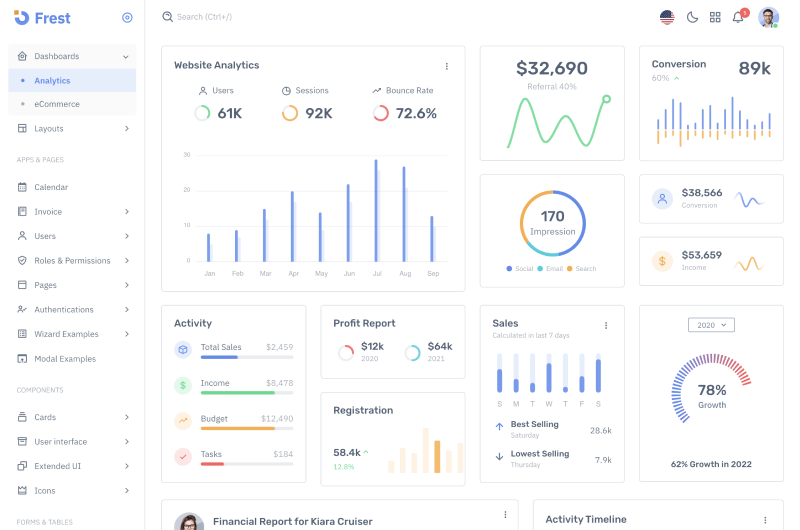 Frest
Search (Ctrl+/)
5
Dashboards
Analytics
eCommerce
Layouts
APPS & PAGES
Calendar
Invoice
Users
Roles & Permissions
Pages
Authentications
Wizard Examples
Modal Examples
COMPONENTS
Cards
User interface
Extended UI
Icons
FORMS & TABLES
Website Analytics
Users
61K
Sessions
92K
Bounce Rate
72.6%
30
20
10
0
Jan Feb Mar Apr May Jun Jul Aug Sep
$32,690
Referral 40%
Conversion
60%
89k
170
Impression
Social Email Search
$38,566
Conversion
$53,659
Income
Activity
Total Sales $2,459
Income $8,478
Budget $12,490
Tasks $184
Profit Report
$12k
2020
$64k
2021
Registration
58.4k
12.8%
Sales
Calculated in last 7 days
S M T W T F S
Best Selling
Saturday
28.6k
Lowest Selling
Thursday
7.9k
2020
78%
Growth
62% Growth in 2022
Financial Report for Kiara Cruiser
Activity Timeline